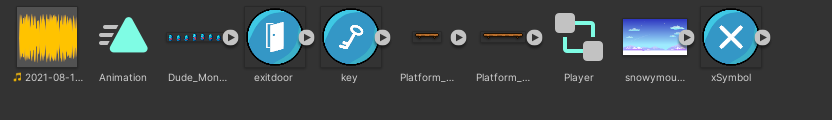 2021-08-1...
Animation
Dude_Mon...
exitdoor
key
Platform_...
Platform_...
Player
snowymou...
xSymbol